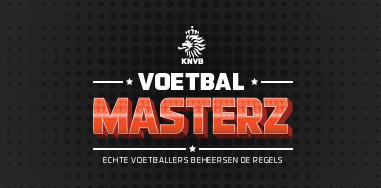 KNVB
VOETBAL
MASTERZ
ECHTE VOETBALLERS BEHEERSEN DE REGELS